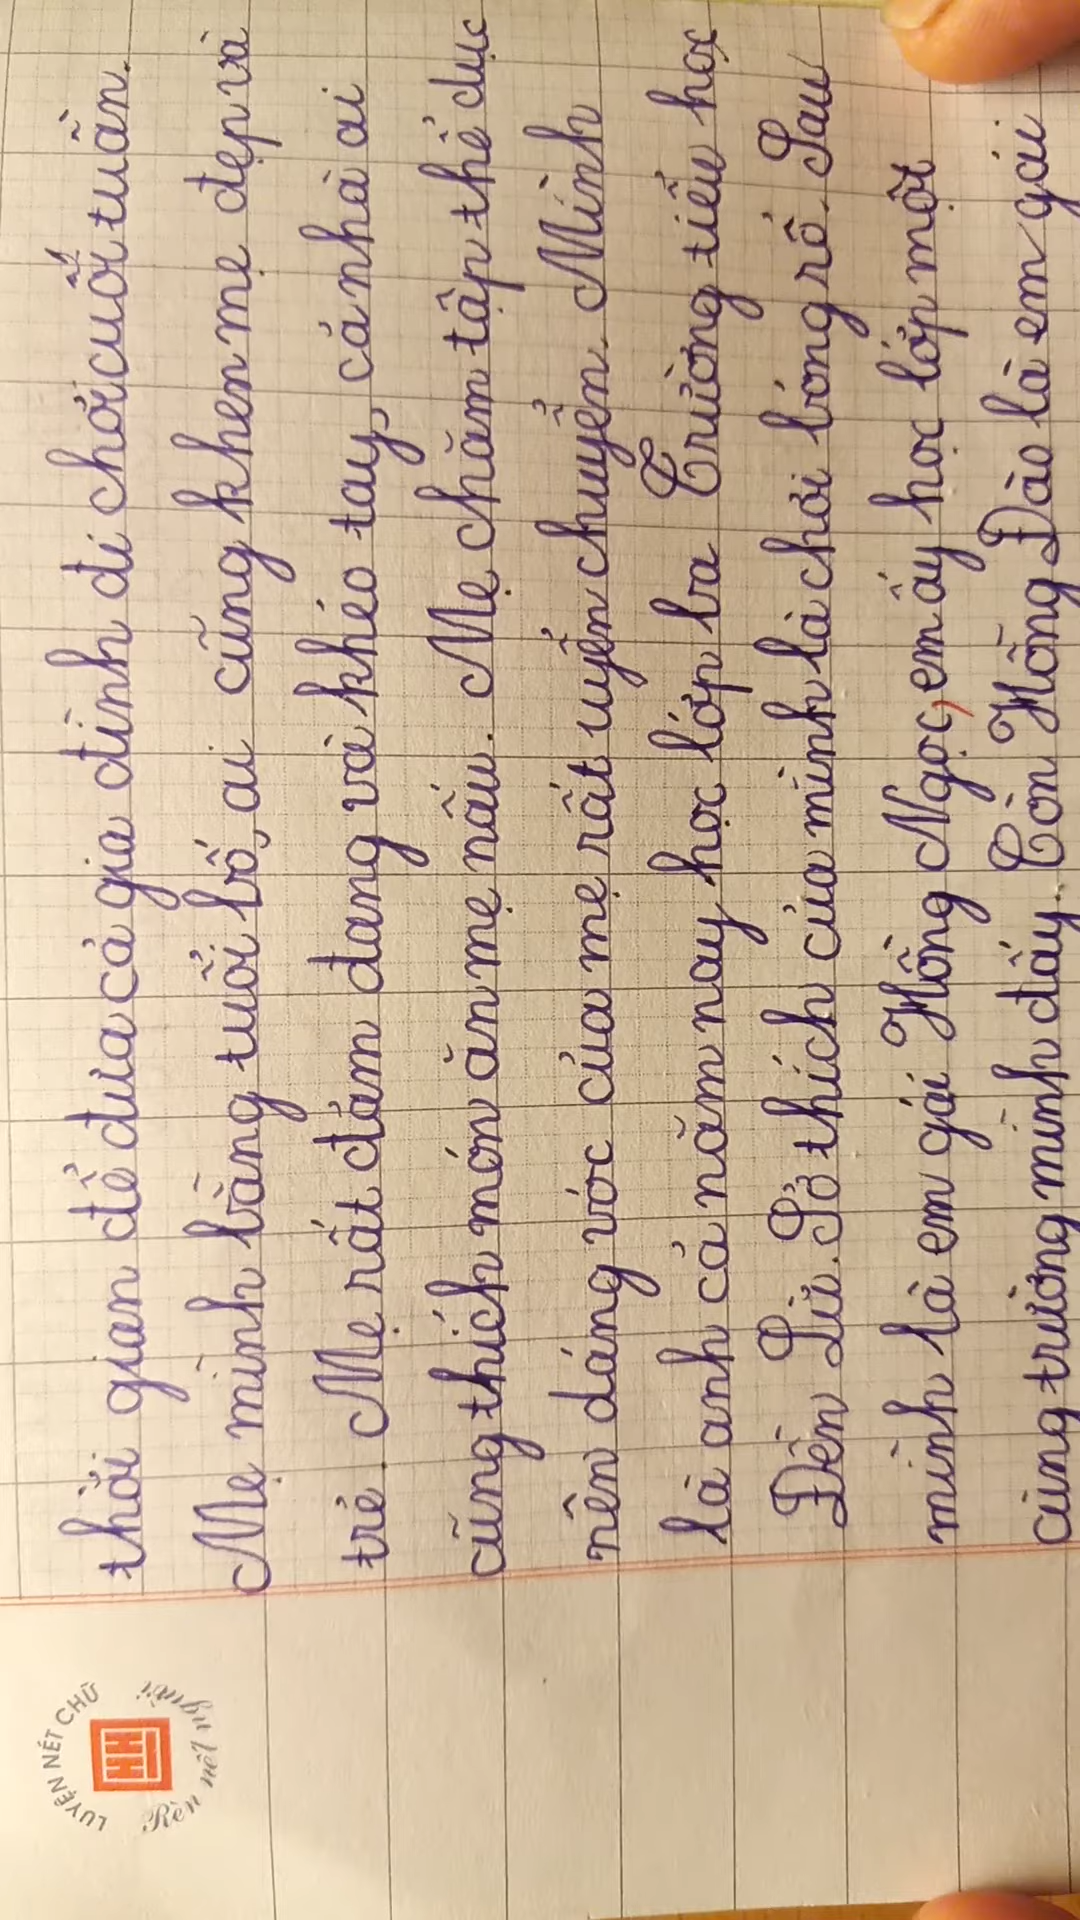 LUYỆN NÉT CHỮ
Rèn nết người
thời gian để đưa cả gia đình đi chơi cuối tuần.
Mẹ mình bằng tuổi bố, ai cũng khen mẹ đẹp và
trẻ. Mẹ rất đảm đang và khéo tay, cả nhà ai
cũng thích món ăn mẹ nấu. Mẹ chăm tập thể dục
nên dáng vóc của mẹ rất uyển chuyển. Mình
là anh cả năm nay học lớp ba Trường tiểu học
Đền Lừ. Sở thích của mình là chơi bóng rổ. Sau
mình là em gái Hồng Ngọc, em ấy học lớp một
cùng trường mình đấy. Còn Hồng Đào là em gái